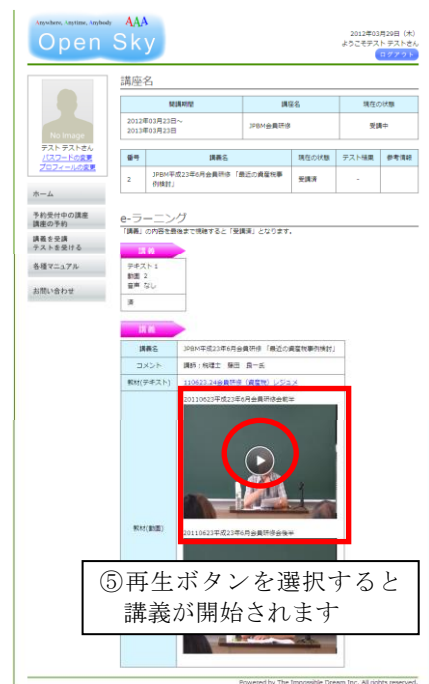 Anywhere, Anytime, Anybody AAA
Open Sky
2012年03月29日 (木)
ようこそテスト テストさん
ログアウト
No Image
テスト テストさん
パスワードの変更
プロフィールの変更
ホーム
予約受付中の講座
講座の予約
講義を受講
テストを受ける
各種マニュアル
お問い合わせ
講座名
開講期間 講座名 現在の状態
2012年03月23日～
2013年03月23日
JPBM会員研修 受講中
番号 講義名 現在の状態 テスト結果 参考情報
2 JPBM平成23年6月会員研修 「最近の資産税事
例検討」 受講済 -
e-ラーニング
「講義」の内容を最後まで視聴すると「受講済」となります。
講義
テキスト 1
動画 2
音声 なし
済
講義
講義名 JPBM平成23年6月会員研修 「最近の資産税事例検討」
コメント 講師：税理士
教材(テキスト) 110623.24会員研修（資産税）レジュメ
20110623平成23年6月会員研修会前半
教材(動画)
20110623平成23年6月会員研修会後半
⑤再生ボタンを選択すると
講義が開始されます
Powered by The Impossible Dream Inc. All rights reserved.